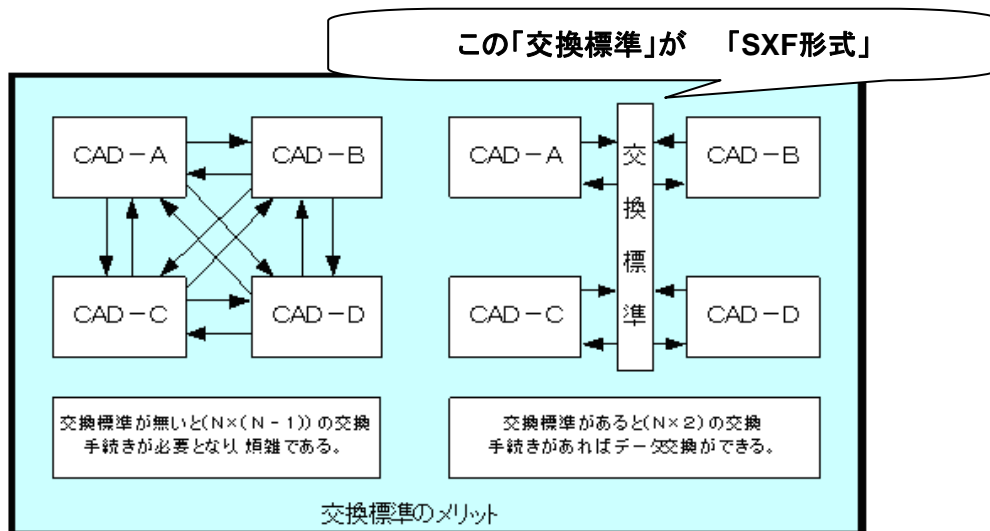 この「交換標準」が 「SXF形式」
CAD-A
CAD-B
CAD-C
CAD-D
CAD-A
交換標準
CAD-B
CAD-C
CAD-D
交換標準が無いと(N×(N-1))の交換
手続きが必要となり、煩雑である。
交換標準があると(N×2)の交換
手続きがあればデータ交換ができる。
交換標準のメリット